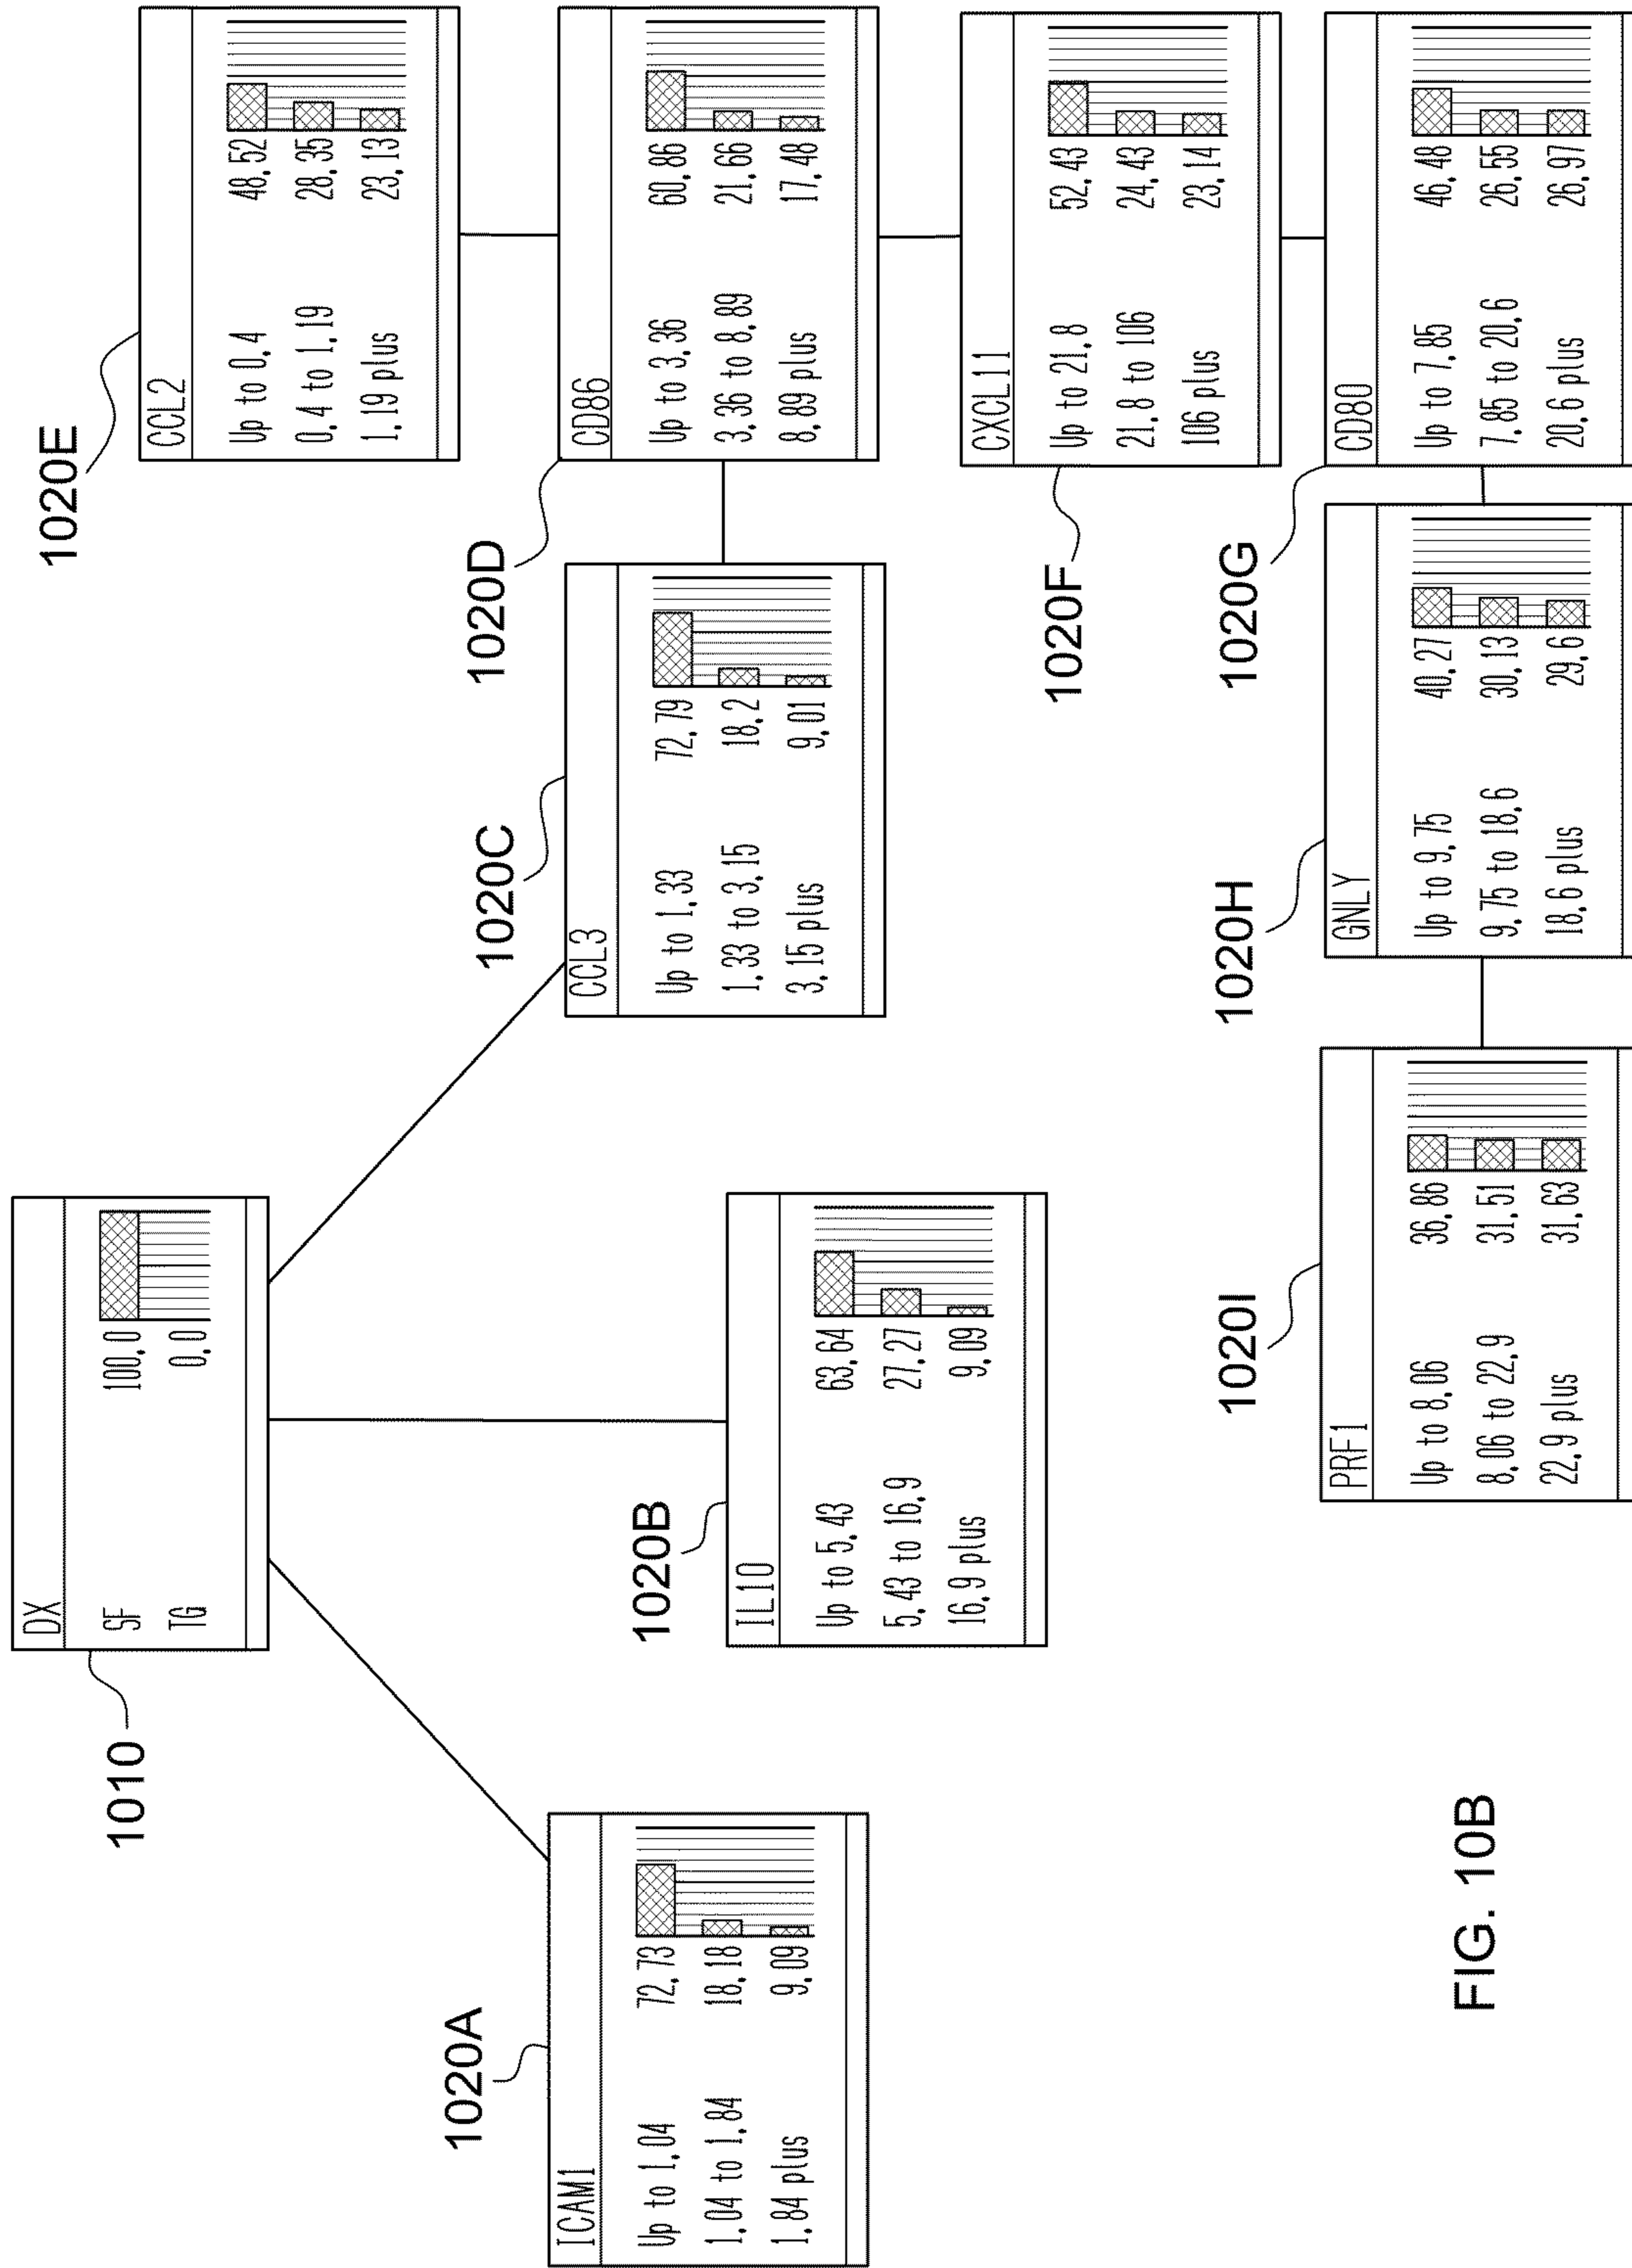 DX
SF 100.0
TG 0.0
1010
1020E
CCL2
Up to 0.4 48.52
0.4 to 1.19 28.35
1.19 plus 23.13
1020A
ICAM1
Up to 1.04 72.73
1.04 to 1.84 18.18
1.84 plus 9.09
1020B
IL10
Up to 5.43 63.64
5.43 to 16.9 27.27
16.9 plus 9.09
1020C
CCL3
Up to 1.33 72.79
1.33 to 3.15 18.2
3.15 plus 9.01
1020D
CD86
Up to 3.36 60.86
3.36 to 8.89 21.66
8.89 plus 17.48
1020F
CXCL11
Up to 21.8 52.43
21.8 to 106 24.43
106 plus 23.14
1020I
PRF1
Up to 8.06 36.86
8.06 to 22.9 31.51
22.9 plus 31.63
1020H
GNLY
Up to 9.75 40.27
9.75 to 18.6 30.13
18.6 plus 29.6
1020G
CD80
Up to 7.85 46.48
7.85 to 20.6 26.55
20.6 plus 26.97
FIG. 10B